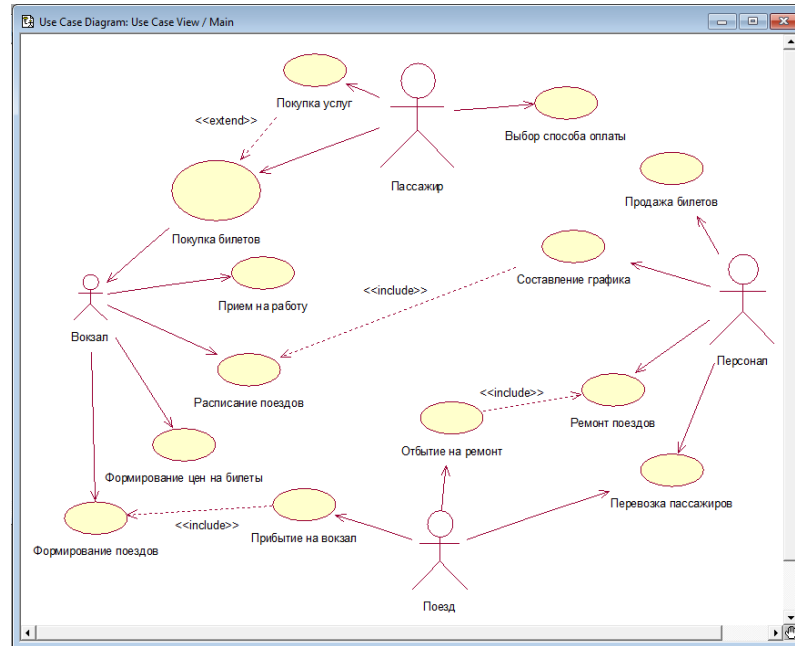 Use Case Diagram: Use Case View / Main
Покупка услуг
<<extend>>
Выбор способа оплаты
Пассажир
Продажа билетов
Покупка билетов
Составление графика
<<include>>
Прием на работу
Вокзал
Персонал
Расписание поездов
<<include>>
Ремонт поездов
Отбытие на ремонт
Формирование цен на билеты
Перевозка пассажиров
<<include>>
Прибытие на вокзал
Формирование поездов
Поезд